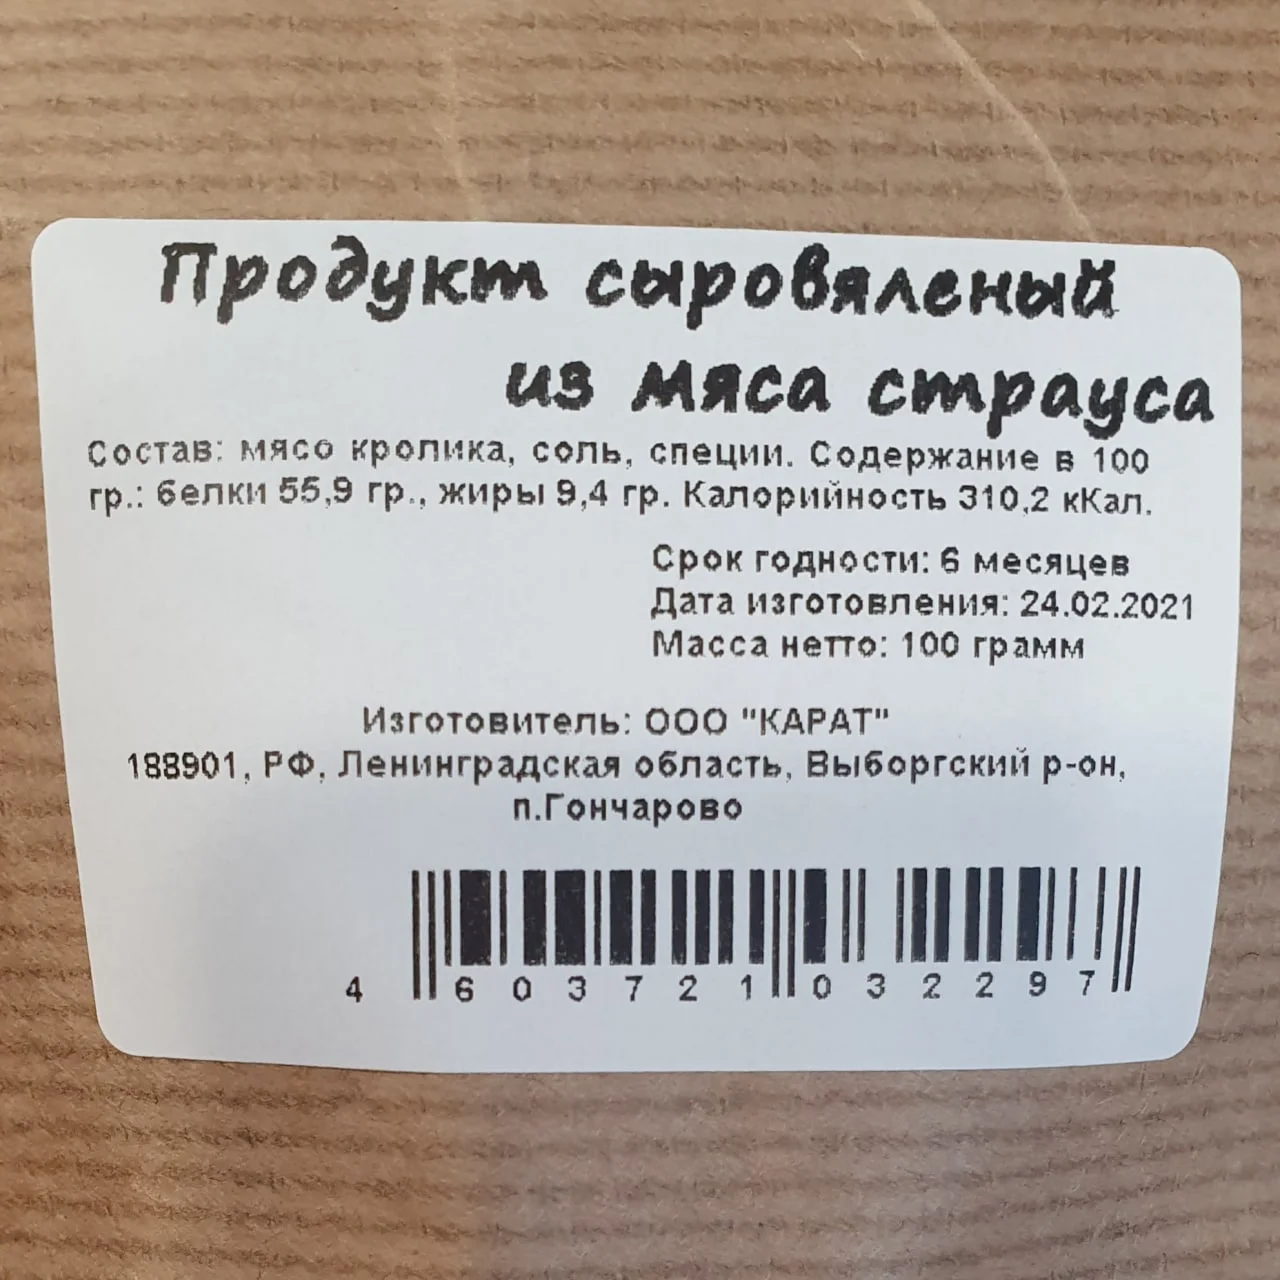 Продукт сыровяленый
из мяса страуса
Состав: мясо кролика, соль, специи. Содержание в 100
гр.: белки 55,9 гр., жиры 9,4 гр. Калорийность 310,2 кКал.
Срок годности: 6 месяцев
Дата изготовления: 24.02.2021
Масса нетто: 100 грамм
Изготовитель: ООО "КАРАТ"
188901, РФ, Ленинградская область, Выборгский р-он,
п.Гончарово
4 603721 032297